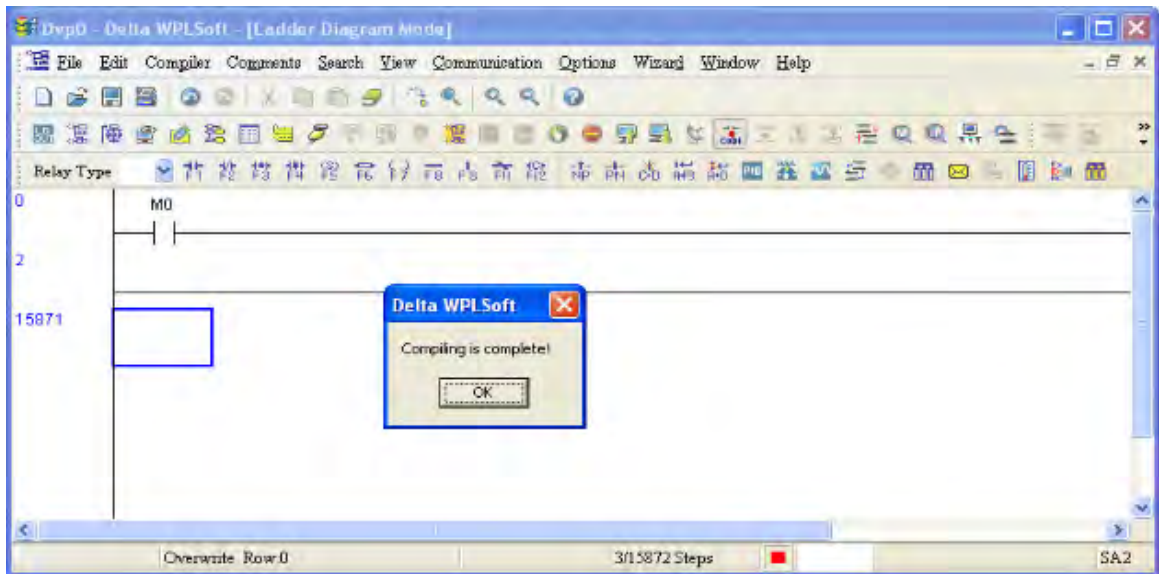 Dvp0 - Delta WPLSoft - [Ladder Diagram Mode]
File Edit Compiler Comments Search View Communication Options Wizard Window Help
Relay Type
0
M0
2
15871
Delta WPLSoft
Compiling is complete!
OK
Overwrite Row:0 3/15872 Steps SA2